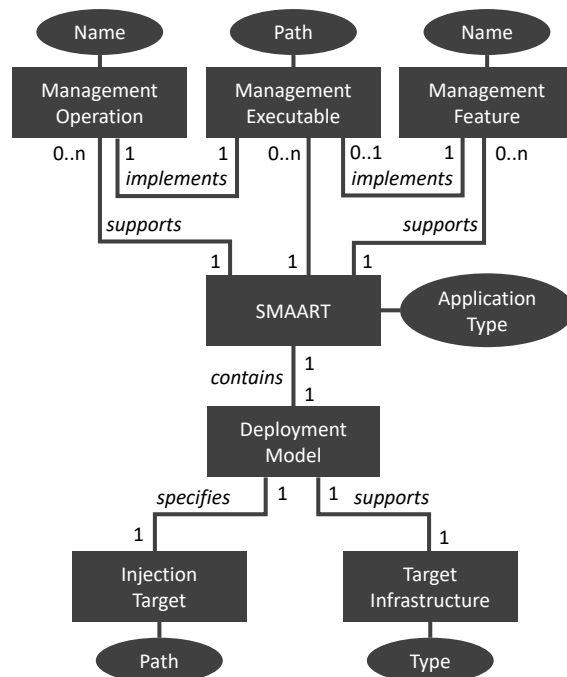 Name
Path
Name
Management
Operation
Management
Executable
Management
Feature
0..n
1
1
0..n
0..1
1
0..n
implements
implements
supports
supports
1
1
1
SMAART
Application
Type
1
contains
1
Deployment
Model
specifies
1
1
supports
1
1
Injection
Target
Target
Infrastructure
Path
Type